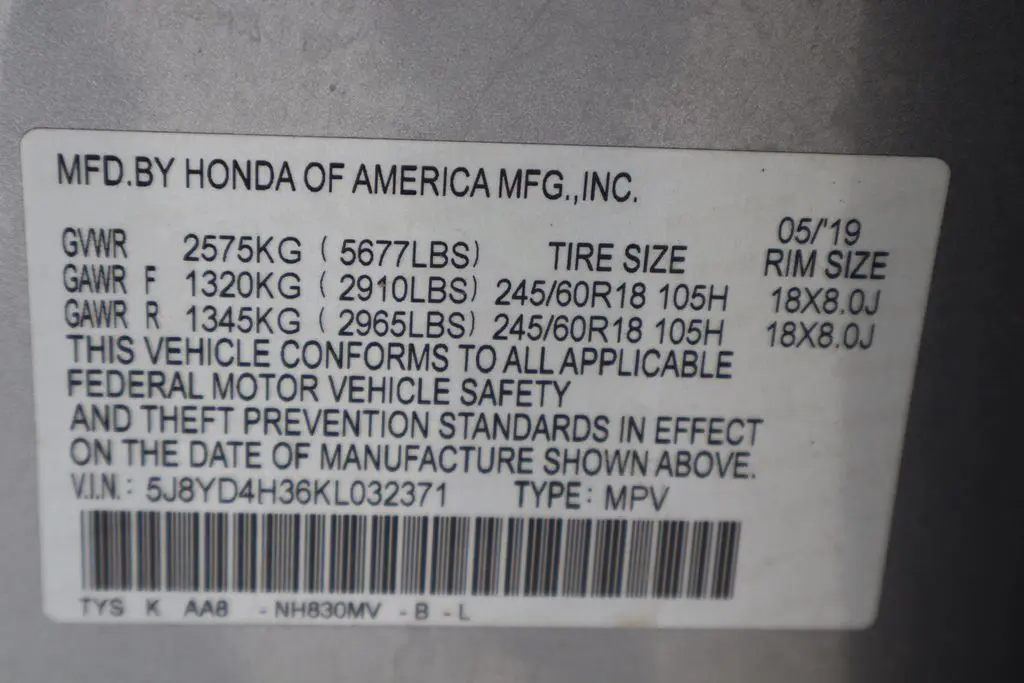 MFD.BY HONDA OF AMERICA MFG.,INC.
05/'19
GVWR 2575KG ( 5677LBS) TIRE SIZE RIM SIZE
GAWR F 1320KG ( 2910LBS) 245/60R18 105H 18X8.0J
GAWR R 1345KG ( 2965LBS) 245/60R18 105H 18X8.0J
THIS VEHICLE CONFORMS TO ALL APPLICABLE
FEDERAL MOTOR VEHICLE SAFETY
AND THEFT PREVENTION STANDARDS IN EFFECT
ON THE DATE OF MANUFACTURE SHOWN ABOVE.
V.I.N.: 5J8YD4H36KL032371 TYPE: MPV
TYS K AA8 -NH830MV -B -L